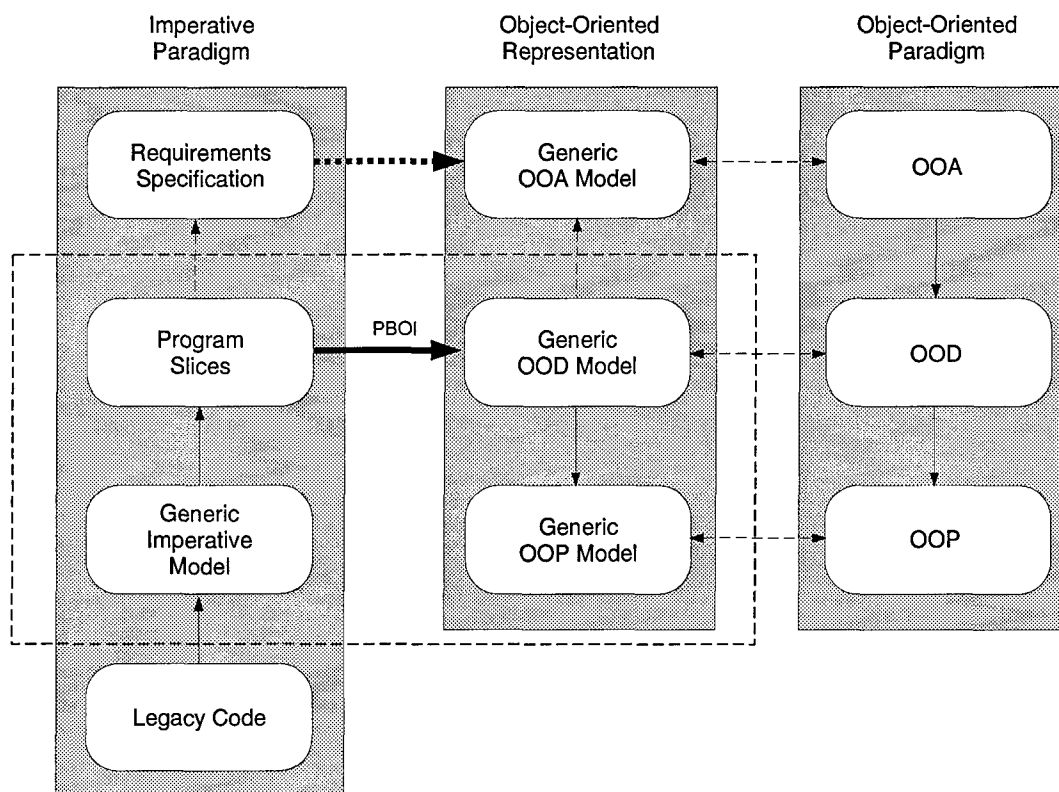 Imperative
Paradigm
Object-Oriented
Representation
Object-Oriented
Paradigm
Requirements
Specification
Generic
OOA Model
OOA
Program
Slices
PBOI
Generic
OOD Model
OOD
Generic
Imperative
Model
Generic
OOP Model
OOP
Legacy Code